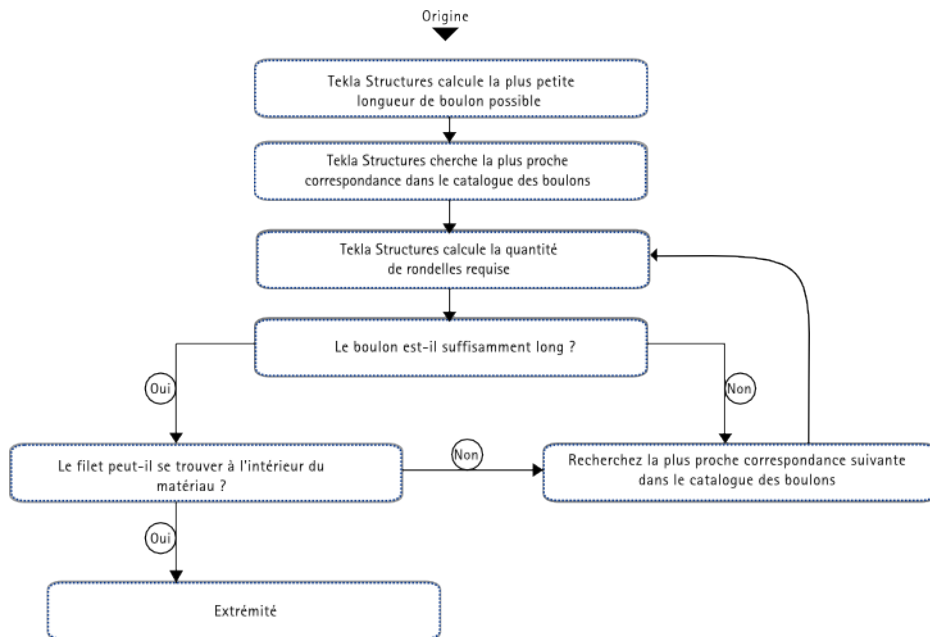 Origine
Tekla Structures calcule la plus petite
longueur de boulon possible
Tekla Structures cherche la plus proche
correspondance dans le catalogue des boulons
Tekla Structures calcule la quantité
de rondelles requise
Le boulon est-il suffisamment long ?
Oui
Non
Le filet peut-il se trouver à l'intérieur du
matériau ?
Non
Recherchez la plus proche correspondance suivante
dans le catalogue des boulons
Oui
Extrémité